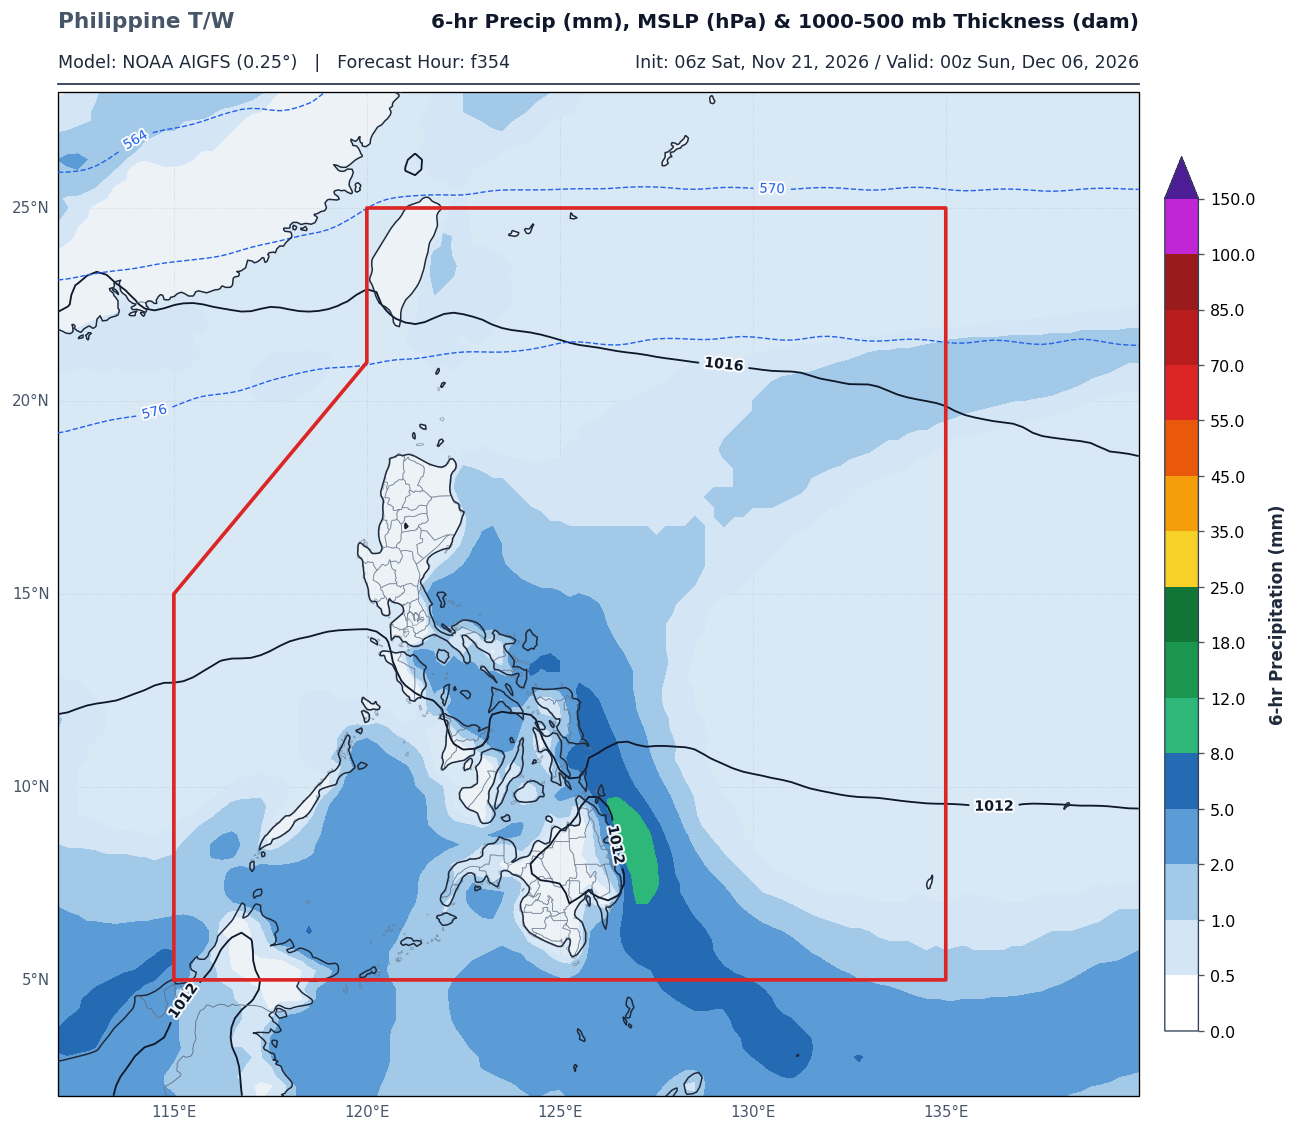 Philippine T/W
6-hr Precip (mm), MSLP (hPa) & 1000-500 mb Thickness (dam)
Model: NOAA AIGFS (0.25°) | Forecast Hour: f354
Init: 06z Sat, Nov 21, 2026 / Valid: 00z Sun, Dec 06, 2026
564
570
25°N
1016
576
20°N
15°N
10°N
1012
1012
5°N
1012
115°E
120°E
125°E
130°E
135°E
150.0
100.0
85.0
70.0
55.0
45.0
35.0
25.0
18.0
12.0
8.0
5.0
2.0
1.0
0.5
0.0
6-hr Precipitation (mm)